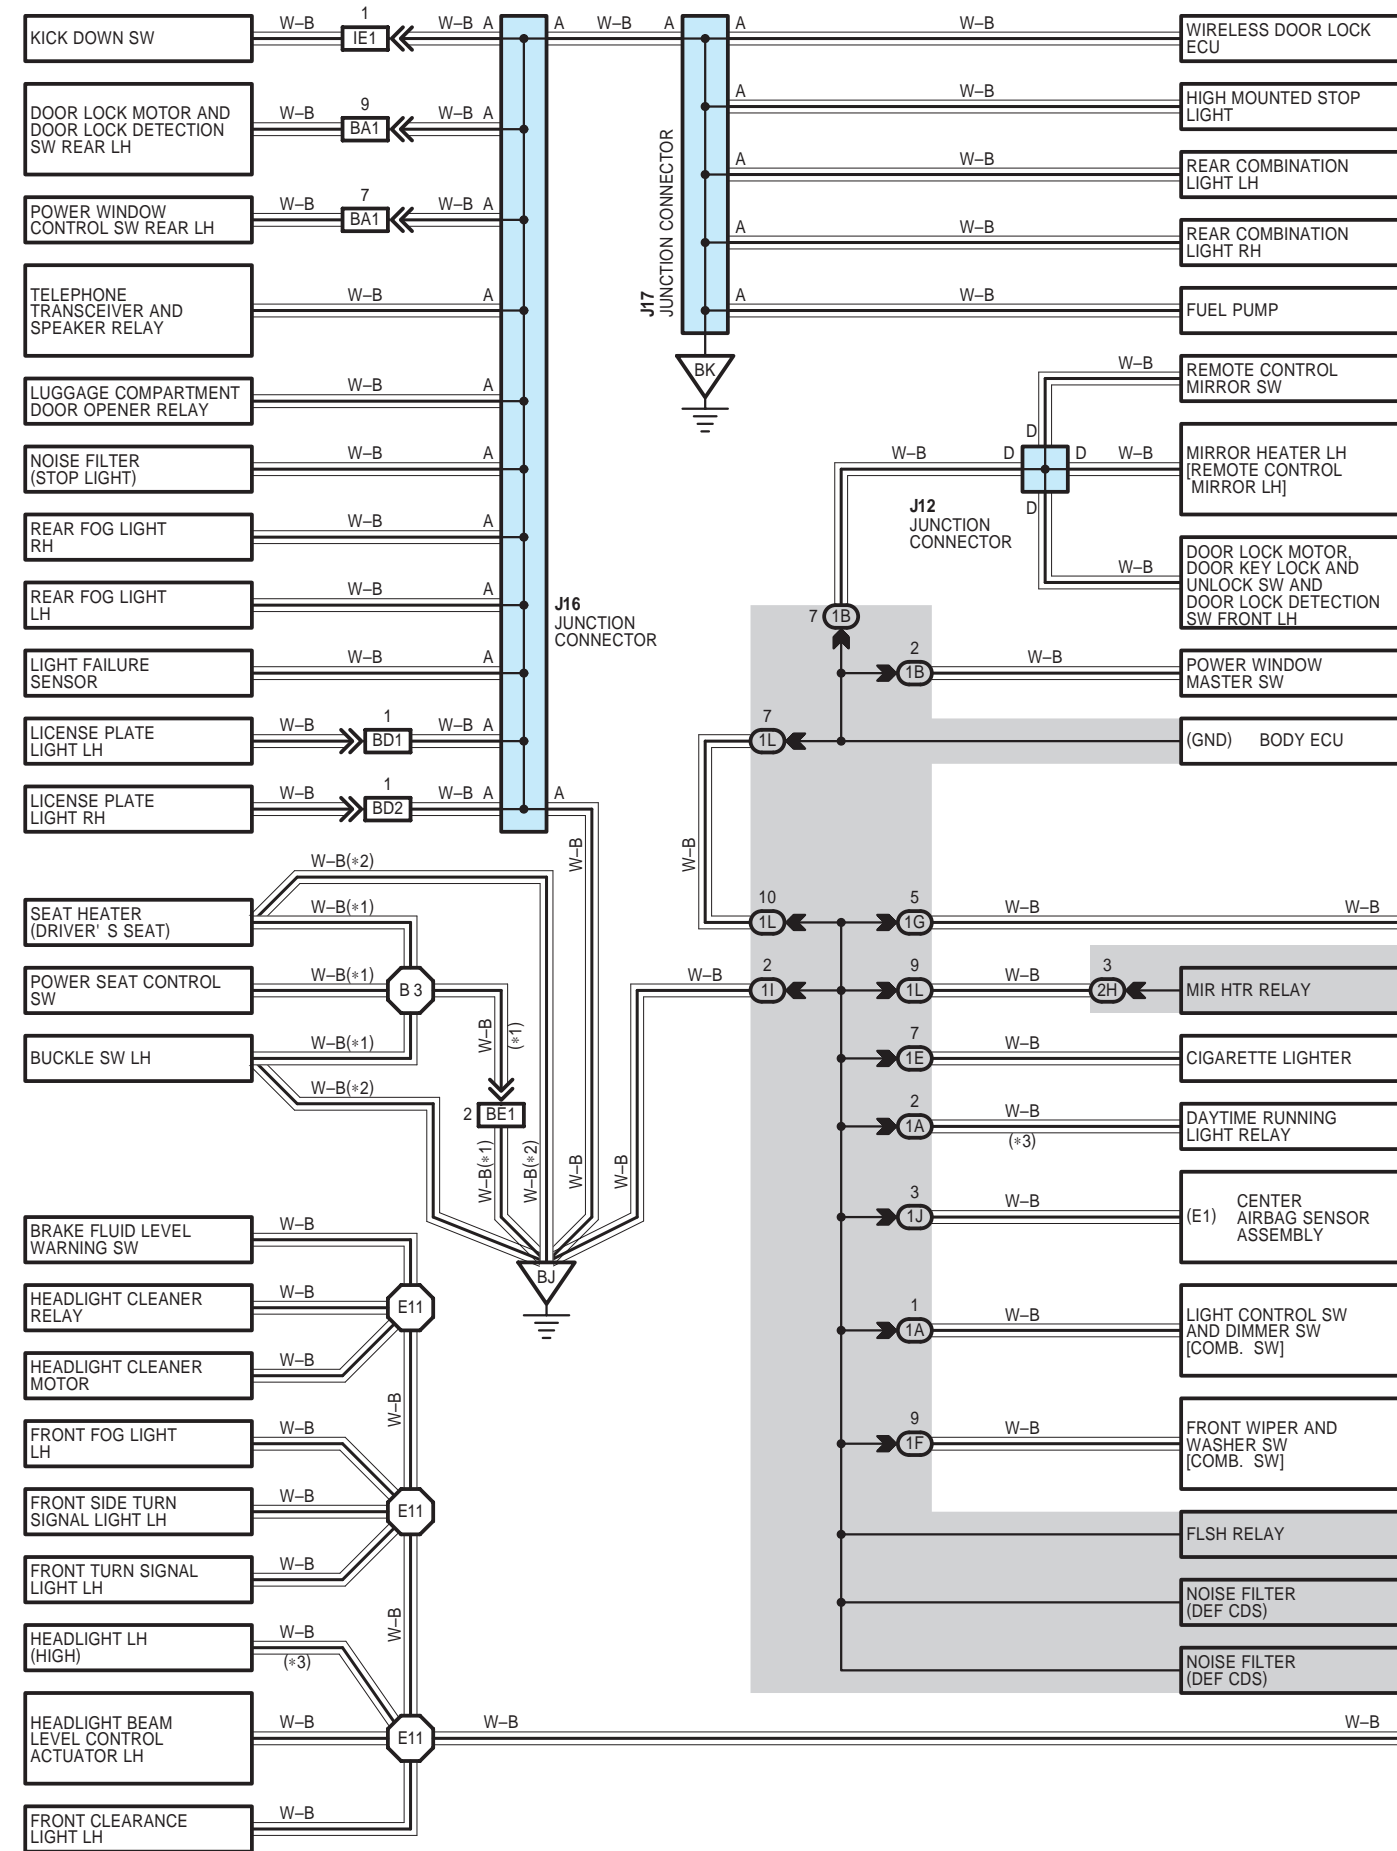 KICK DOWN SW
W–B
1
IE1
W–B A
A W–B A
A
W–B
WIRELESS DOOR LOCK
ECU
DOOR LOCK MOTOR AND
DOOR LOCK DETECTION
SW REAR LH
W–B
9
BA1
W–B A
A
W–B
HIGH MOUNTED STOP
LIGHT
POWER WINDOW
CONTROL SW REAR LH
W–B
7
BA1
W–B A
A
W–B
REAR COMBINATION
LIGHT LH
A
W–B
REAR COMBINATION
LIGHT RH
TELEPHONE
TRANSCEIVER AND
SPEAKER RELAY
W–B
A
J17
JUNCTION CONNECTOR
A
W–B
FUEL PUMP
BK
LUGGAGE COMPARTMENT
DOOR OPENER RELAY
W–B
A
W–B
REMOTE CONTROL
MIRROR SW
NOISE FILTER
(STOP LIGHT)
W–B
A
W–B
D
D
D
D
W–B
MIRROR HEATER LH
[REMOTE CONTROL
MIRROR LH]
J12
JUNCTION
CONNECTOR
REAR FOG LIGHT
RH
W–B
A
W–B
DOOR LOCK MOTOR,
DOOR KEY LOCK AND
UNLOCK SW AND
DOOR LOCK DETECTION
SW FRONT LH
REAR FOG LIGHT
LH
W–B
A
J16
JUNCTION
CONNECTOR
7 1B
LIGHT FAILURE
SENSOR
W–B
A
2
1B
W–B
POWER WINDOW
MASTER SW
LICENSE PLATE
LIGHT LH
W–B
1
BD1
W–B A
7
1L
(GND) BODY ECU
LICENSE PLATE
LIGHT RH
W–B
1
BD2
W–B A
A
W–B
W–B
W–B(*2)
SEAT HEATER
(DRIVER' S SEAT)
W–B(*1)
10
1L
5
1G
W–B
W–B
POWER SEAT CONTROL
SW
W–B(*1)
B 3
W–B
2
1I
9
1L
W–B
3
2H
MIR HTR RELAY
BUCKLE SW LH
W–B(*1)
W–B
(*1)
7
1E
W–B
CIGARETTE LIGHTER
W–B(*2)
2 BE1
2
1A
W–B
(*3)
DAYTIME RUNNING
LIGHT RELAY
W–B(*1)
W–B(*2)
W–B
W–B
3
1J
W–B
(E1) CENTER
AIRBAG SENSOR
ASSEMBLY
BRAKE FLUID LEVEL
WARNING SW
W–B
BJ
HEADLIGHT CLEANER
RELAY
W–B
E11
1
1A
W–B
LIGHT CONTROL SW
AND DIMMER SW
[COMB. SW]
HEADLIGHT CLEANER
MOTOR
W–B
W–B
FRONT FOG LIGHT
LH
W–B
9
1F
W–B
FRONT WIPER AND
WASHER SW
[COMB. SW]
FRONT SIDE TURN
SIGNAL LIGHT LH
W–B
E11
FLSH RELAY
FRONT TURN SIGNAL
LIGHT LH
W–B
W–B
NOISE FILTER
(DEF CDS)
HEADLIGHT LH
(HIGH)
W–B
(*3)
NOISE FILTER
(DEF CDS)
HEADLIGHT BEAM
LEVEL CONTROL
ACTUATOR LH
W–B
E11
W–B
W–B
FRONT CLEARANCE
LIGHT LH
W–B